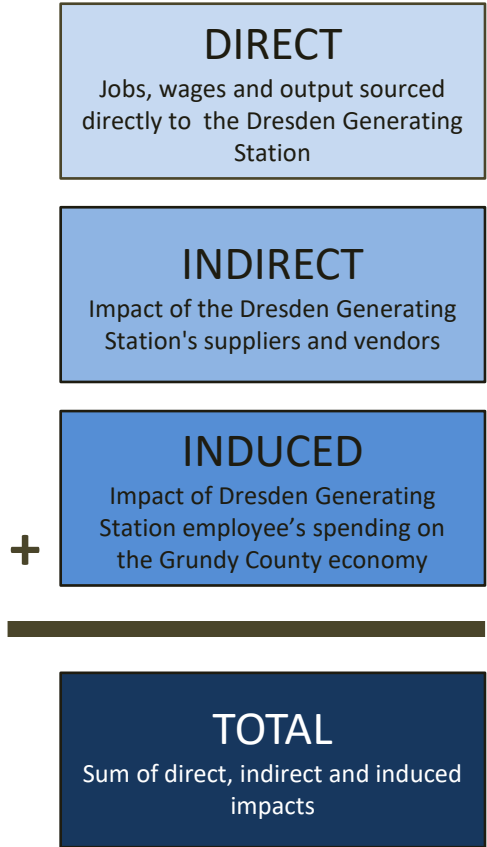 DIRECT
Jobs, wages and output sourced
directly to  the Dresden Generating
Station
INDIRECT
Impact of the Dresden Generating
Station's suppliers and vendors
INDUCED
Impact of Dresden Generating
Station employee’s spending on
the Grundy County economy
+
TOTAL
Sum of direct, indirect and induced
impacts